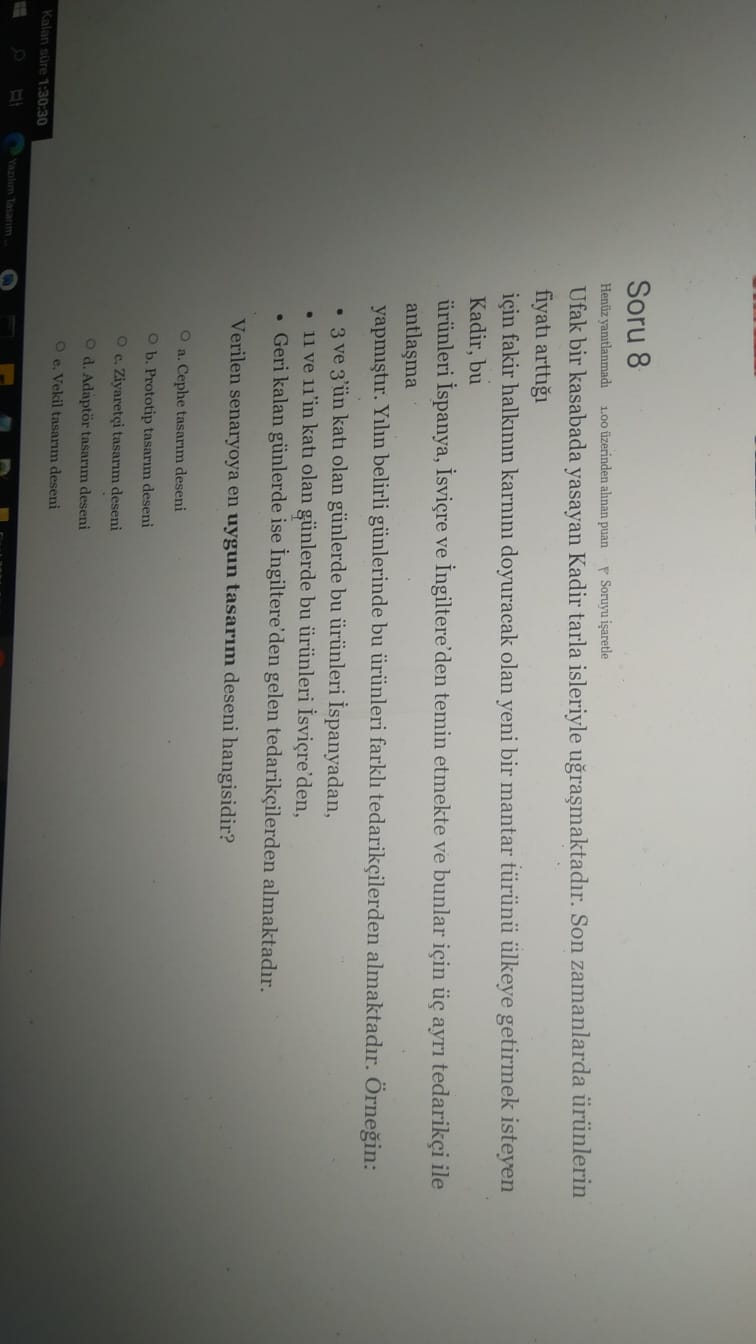 Soru 8
Henüz yanıtlanmadı 1,00 üzerinden alınan puan Soruyu işaretle
Ufak bir kasabada yasayan Kadir tarla isleriyle uğraşmaktadır. Son zamanlarda ürünlerin
fiyatı arttığı
için fakir halkının karnını doyuracak olan yeni bir mantar türünü ülkeye getirmek isteyen
Kadir, bu
ürünleri İspanya, İsviçre ve İngiltere'den temin etmekte ve bunlar için üç ayrı tedarikçi ile
antlaşma
yapmıştır. Yılın belirli günlerinde bu ürünleri farklı tedarikçilerden almaktadır. Örneğin:
• 3 ve 3'ün katı olan günlerde bu ürünleri İspanyadan,
• 11 ve 11'in katı olan günlerde bu ürünleri İsviçre'den,
• Geri kalan günlerde ise İngiltere'den gelen tedarikçilerden almaktadır.
Verilen senaryoya en uygun tasarım deseni hangisidir?
a. Cephe tasarım deseni
b. Prototip tasarım deseni
c. Ziyaretçi tasarım deseni
d. Adaptör tasarım deseni
e. Vekil tasarım deseni
Kalan süre 1:30:30
Yazılım Tasarım ...